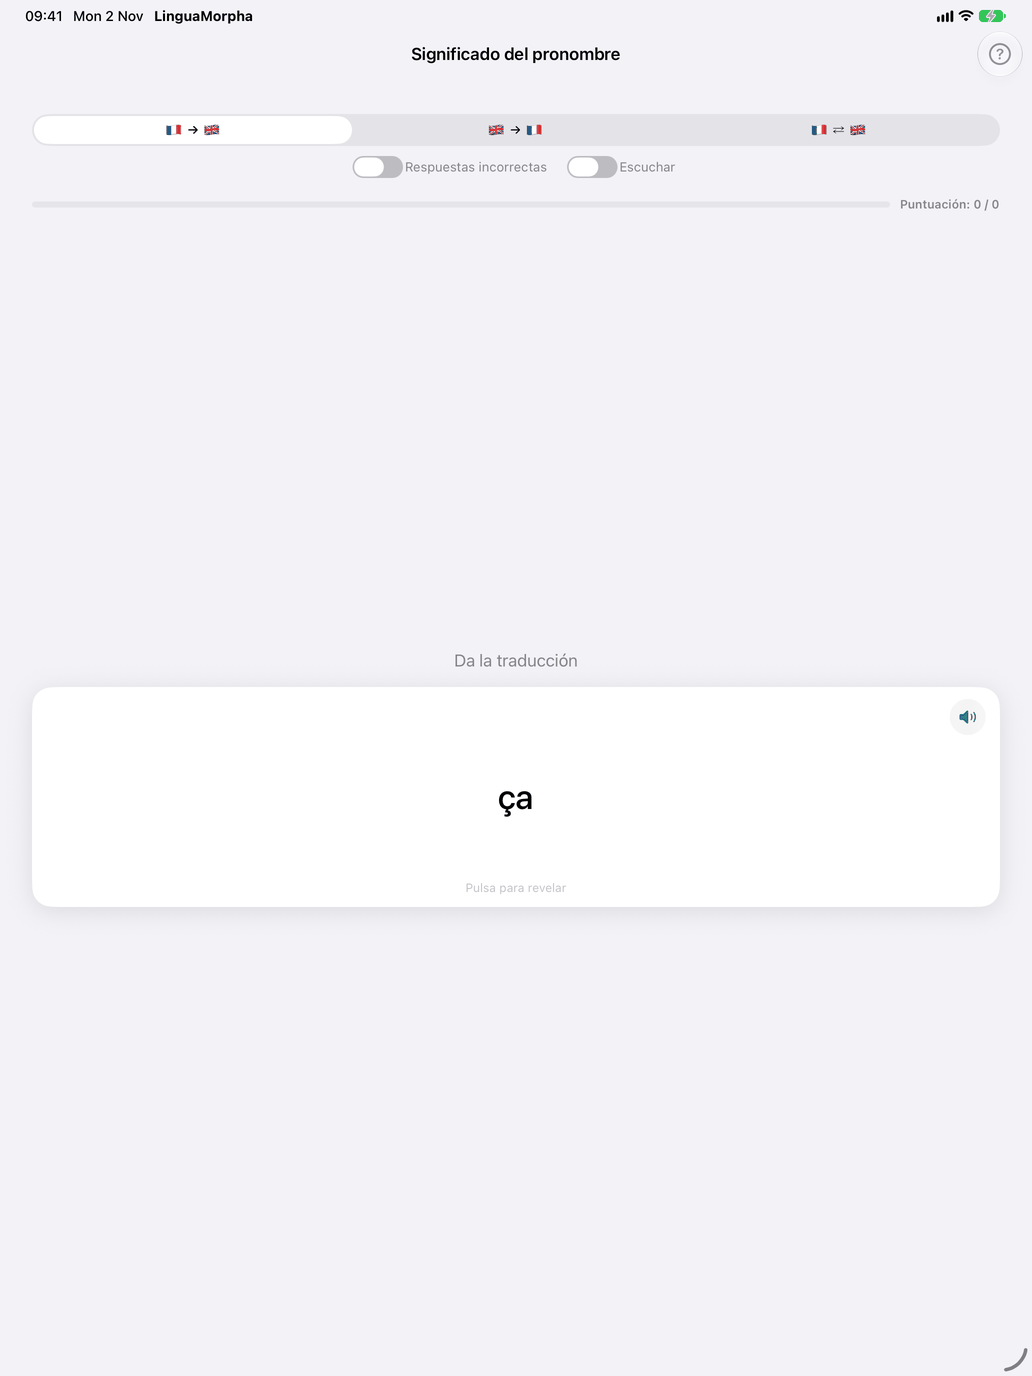 09:41 Mon 2 Nov LinguaMorpha
Significado del pronombre
?
🇫🇷 → 🇬🇧
🇬🇧 → 🇫🇷
🇫🇷 ⇄ 🇬🇧
Respuestas incorrectas
Escuchar
Puntuación: 0 / 0
Da la traducción
ça
Pulsa para revelar